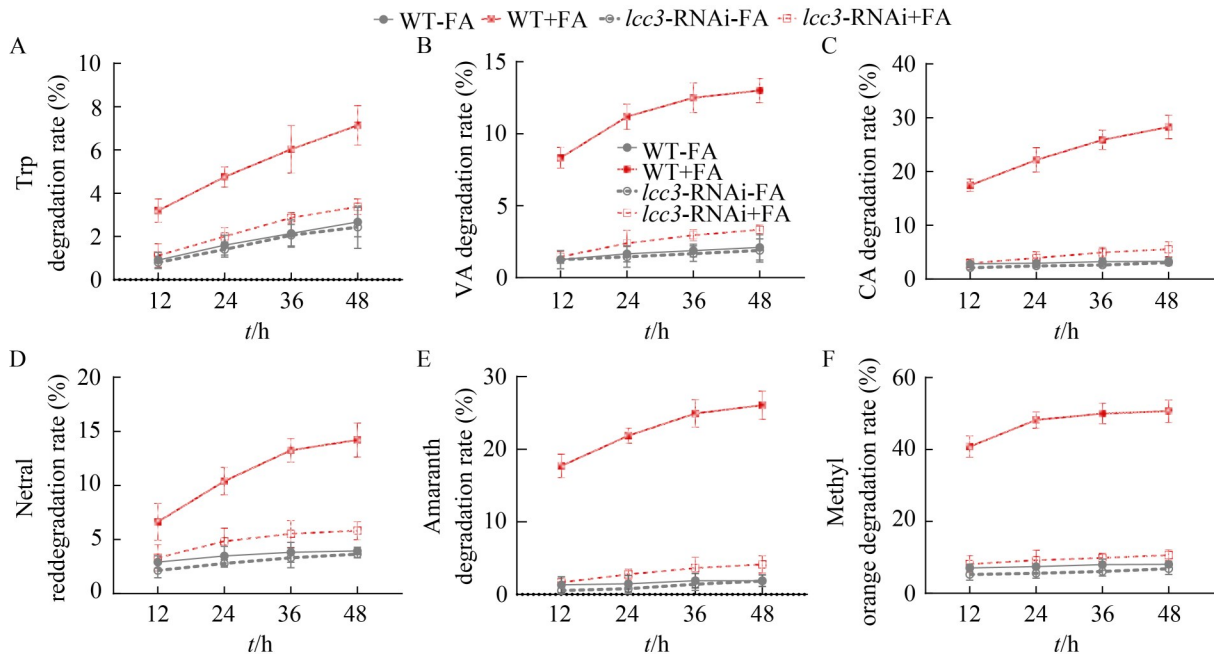 WT-FA WT+FA lcc3-RNAi-FA lcc3-RNAi+FA
A
Trp
degradation rate (%)
10
8
6
4
2
0
12 24 36 48
t/h
B
VA degradation rate (%)
15
10
5
0
WT-FA
WT+FA
lcc3-RNAi-FA
lcc3-RNAi+FA
12 24 36 48
t/h
C
CA degradation rate (%)
40
30
20
10
0
12 24 36 48
t/h
D
Netral
reddegradation rate (%)
20
15
10
5
0
12 24 36 48
t/h
E
Amaranth
degradation rate (%)
30
20
10
0
12 24 36 48
t/h
F
Methyl
orange degradation rate (%)
60
40
20
0
12 24 36 48
t/h